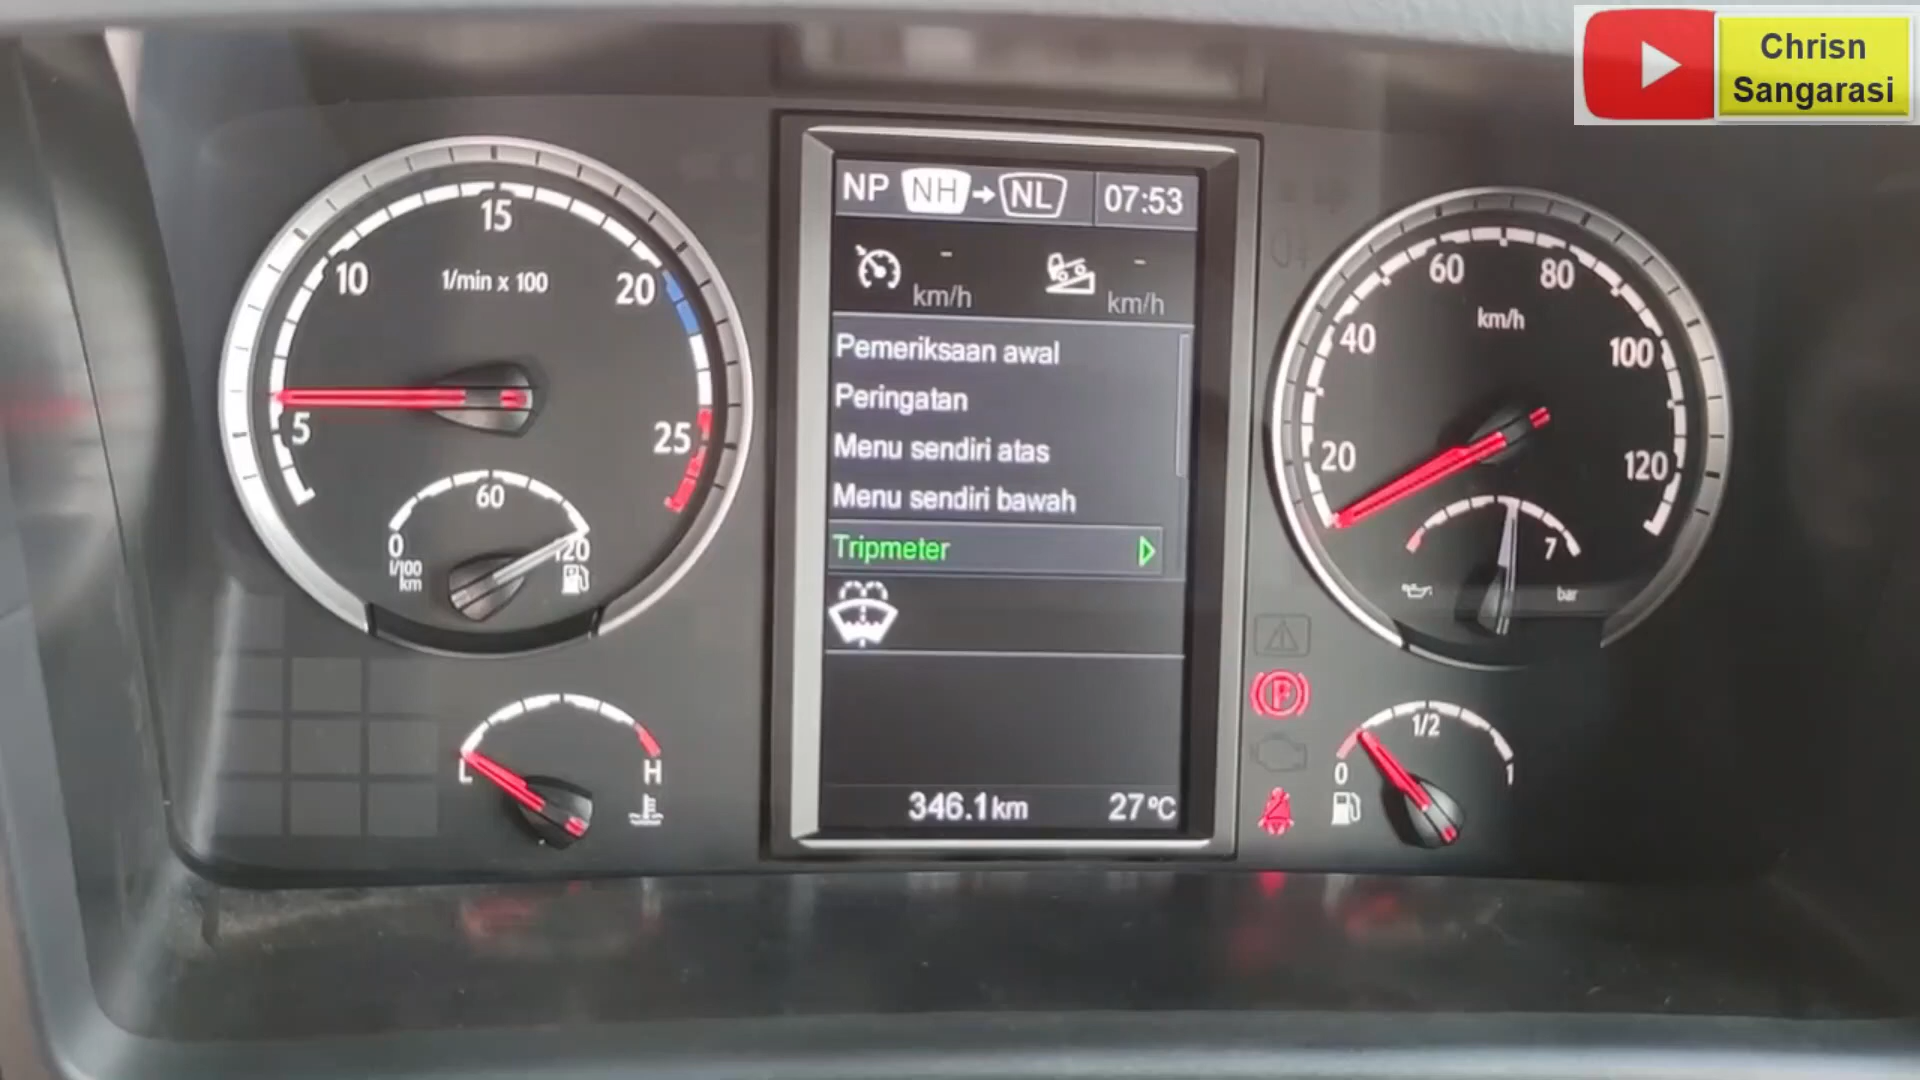 Chrisn
Sangarasi
NP NH NL 07:53
- -
km/h km/h
Pemeriksaan awal
Peringatan
Menu sendiri atas
Menu sendiri bawah
Tripmeter
346.1km 27°C
5 10 15 20 25
1/min x 100
0 60 120
l/100
km
L H
20 40 60 80 100 120
km/h
7
bar
P
0 1/2 1